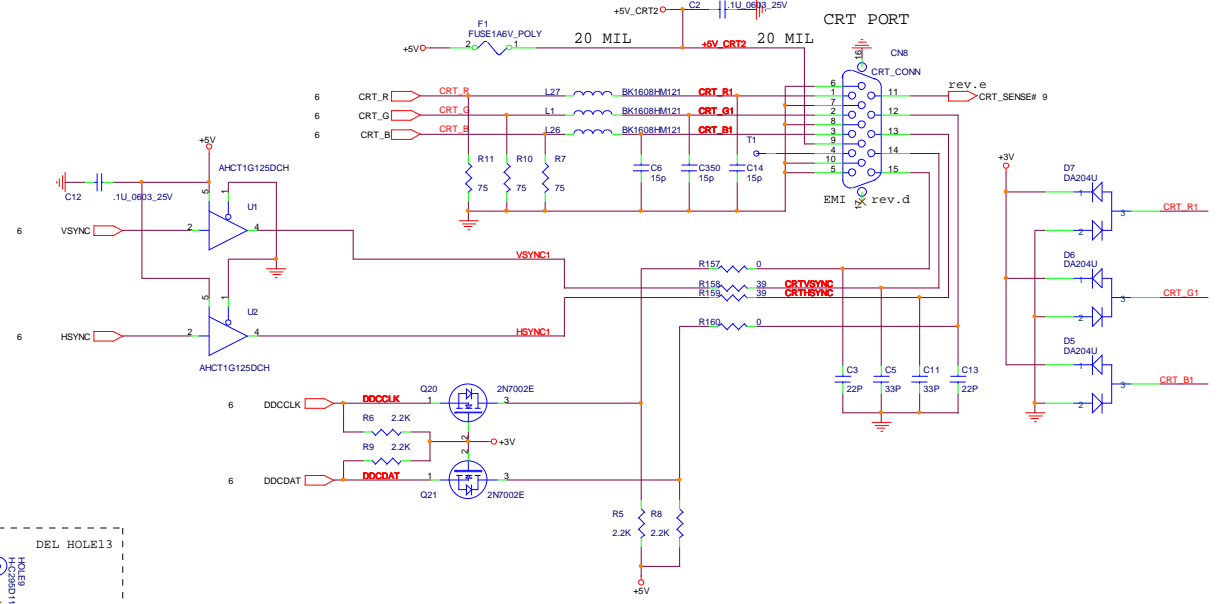 +5V_CRT2
C2
.1U_0603_25V
CRT PORT
F1
FUSE1A6V_POLY
+5V
2
1
20 MIL
+5V_CRT2
20 MIL
16
CN8
CRT_CONN
rev.e
6
CRT_R
CRT_R
L27
BK1608HM121
CRT_R1
6
1
11
CRT_SENSE# 9
6
CRT_G
CRT_G
L1
BK1608HM121
CRT_G1
7
2
12
6
CRT_B
CRT_B
L26
BK1608HM121
CRT_B1
8
3
13
T1
9
4
14
10
5
15
R11
75
R10
75
R7
75
C6
15p
C350
15p
C14
15p
EMI
17
rev.d
+5V
AHCT1G125DCH
C12
.1U_0603_25V
5
1
U1
6
VSYNC
2
4
VSYNC1
5
1
U2
6
HSYNC
2
4
HSYNC1
AHCT1G125DCH
R157
0
R158
39
CRTVSYNC
R159
39
CRTHSYNC
R160
0
C3
22P
C5
33P
C11
33P
C13
22P
+3V
D7
DA204U
1
2
3
CRT_R1
D6
DA204U
1
2
3
CRT_G1
D5
DA204U
1
2
3
CRT_B1
Q20
2N7002E
6
DDCCLK
DDCCLK
1
3
R6
2.2K
2
+3V
R9
2.2K
2
6
DDCDAT
DDCDAT
1
3
Q21
2N7002E
R5
2.2K
R8
2.2K
+5V
DEL HOLE13
HOLE9